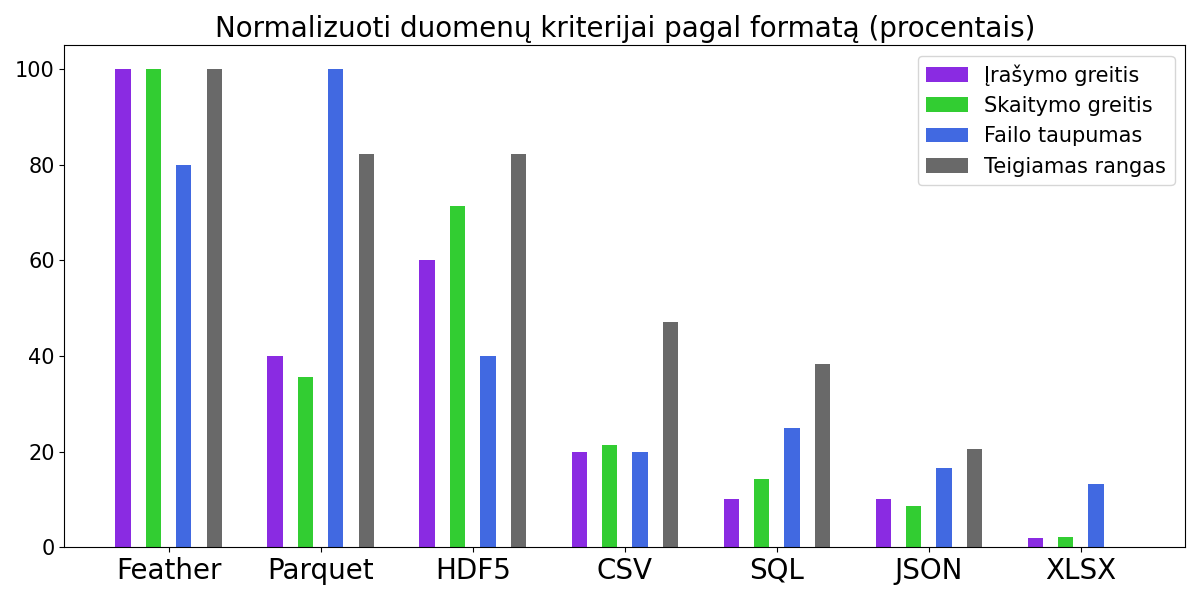 Normalizuoti duomenų kriterijai pagal formatą (procentais)
Įrašymo greitis
Skaitymo greitis
Failo taupumas
Teigiamas rangas
100
80
60
40
20
0
Feather Parquet HDF5 CSV SQL JSON XLSX